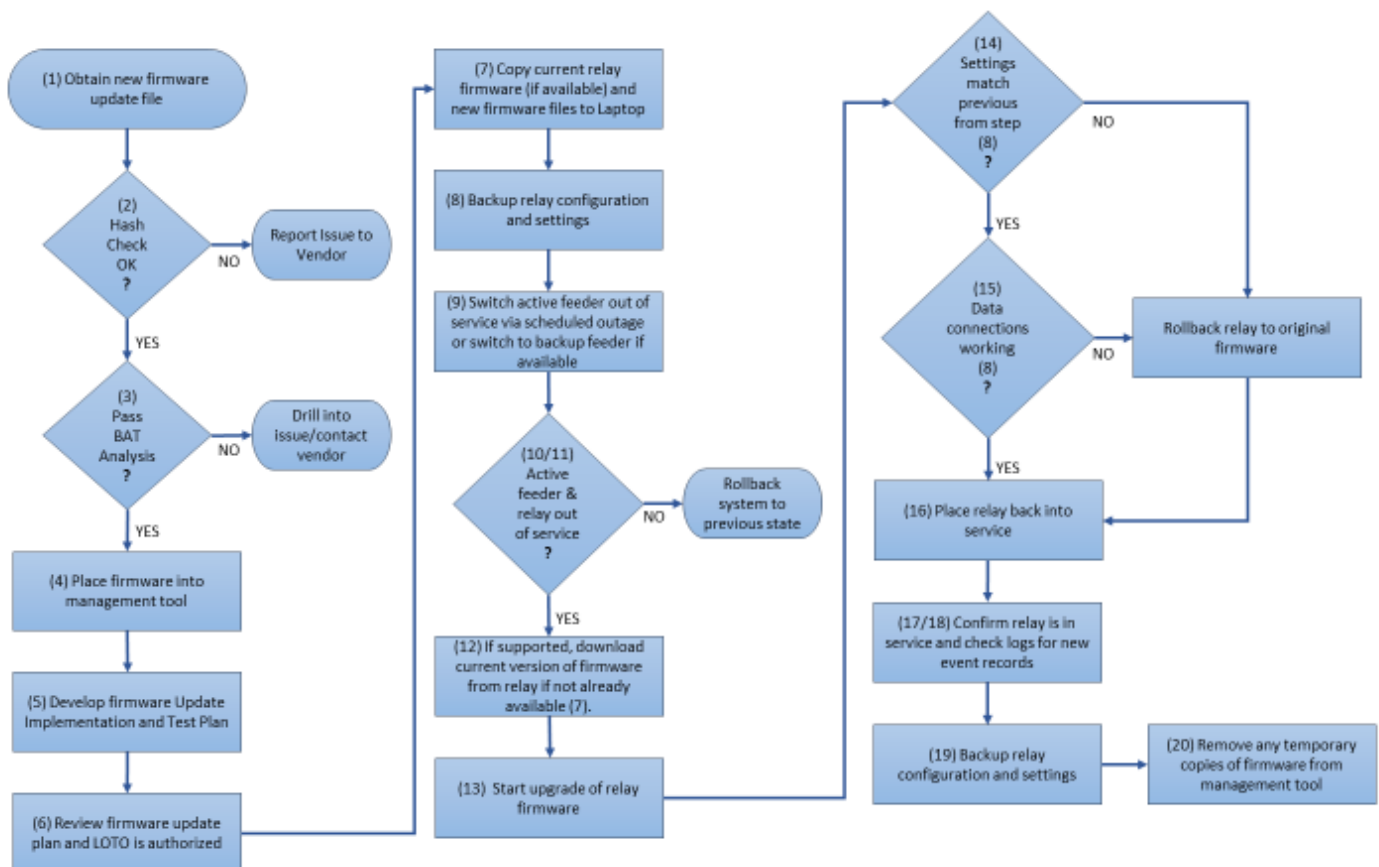 (1) Obtain new firmware
update file
(2)
Hash
Check
OK
?
NO
Report Issue to
Vendor
YES
(3)
Pass
BAT
Analysis
?
NO
Drill into
issue/contact
vendor
YES
(4) Place firmware into
management tool
(5) Develop firmware Update
Implementation and Test Plan
(6) Review firmware update
plan and LOTO is authorized
(7) Copy current relay
firmware (if available) and
new firmware files to Laptop
(8) Backup relay configuration
and settings
(9) Switch active feeder out of
service via scheduled outage
or switch to backup feeder if
available
(10/11)
Active
feeder &
relay out
of service
?
NO
Rollback
system to
previous state
YES
(12) If supported, download
current version of firmware
from relay if not already
available (7).
(13) Start upgrade of relay
firmware
(14)
Settings
match
previous
from step
(8)
?
NO
YES
(15)
Data
connections
working
(8)
?
NO
Rollback relay to original
firmware
YES
(16) Place relay back into
service
(17/18) Confirm relay is in
service and check logs for new
event records
(19) Backup relay
configuration and settings
(20) Remove any temporary
copies of firmware from
management tool